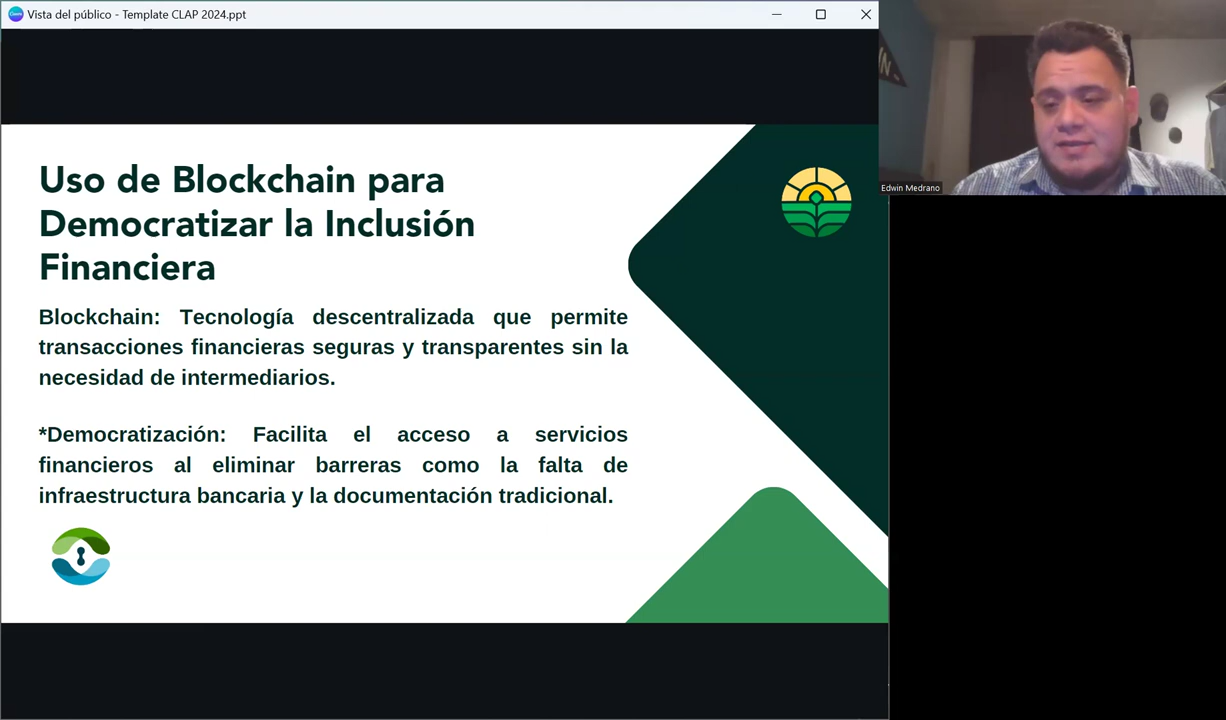 Vista del público - Template CLAP 2024.ppt
Uso de Blockchain para
Democratizar la Inclusión
Financiera
Blockchain: Tecnología descentralizada que permite
transacciones financieras seguras y transparentes sin la
necesidad de intermediarios.
*Democratización: Facilita el acceso a servicios
financieros al eliminar barreras como la falta de
infraestructura bancaria y la documentación tradicional.
Edwin Medrano